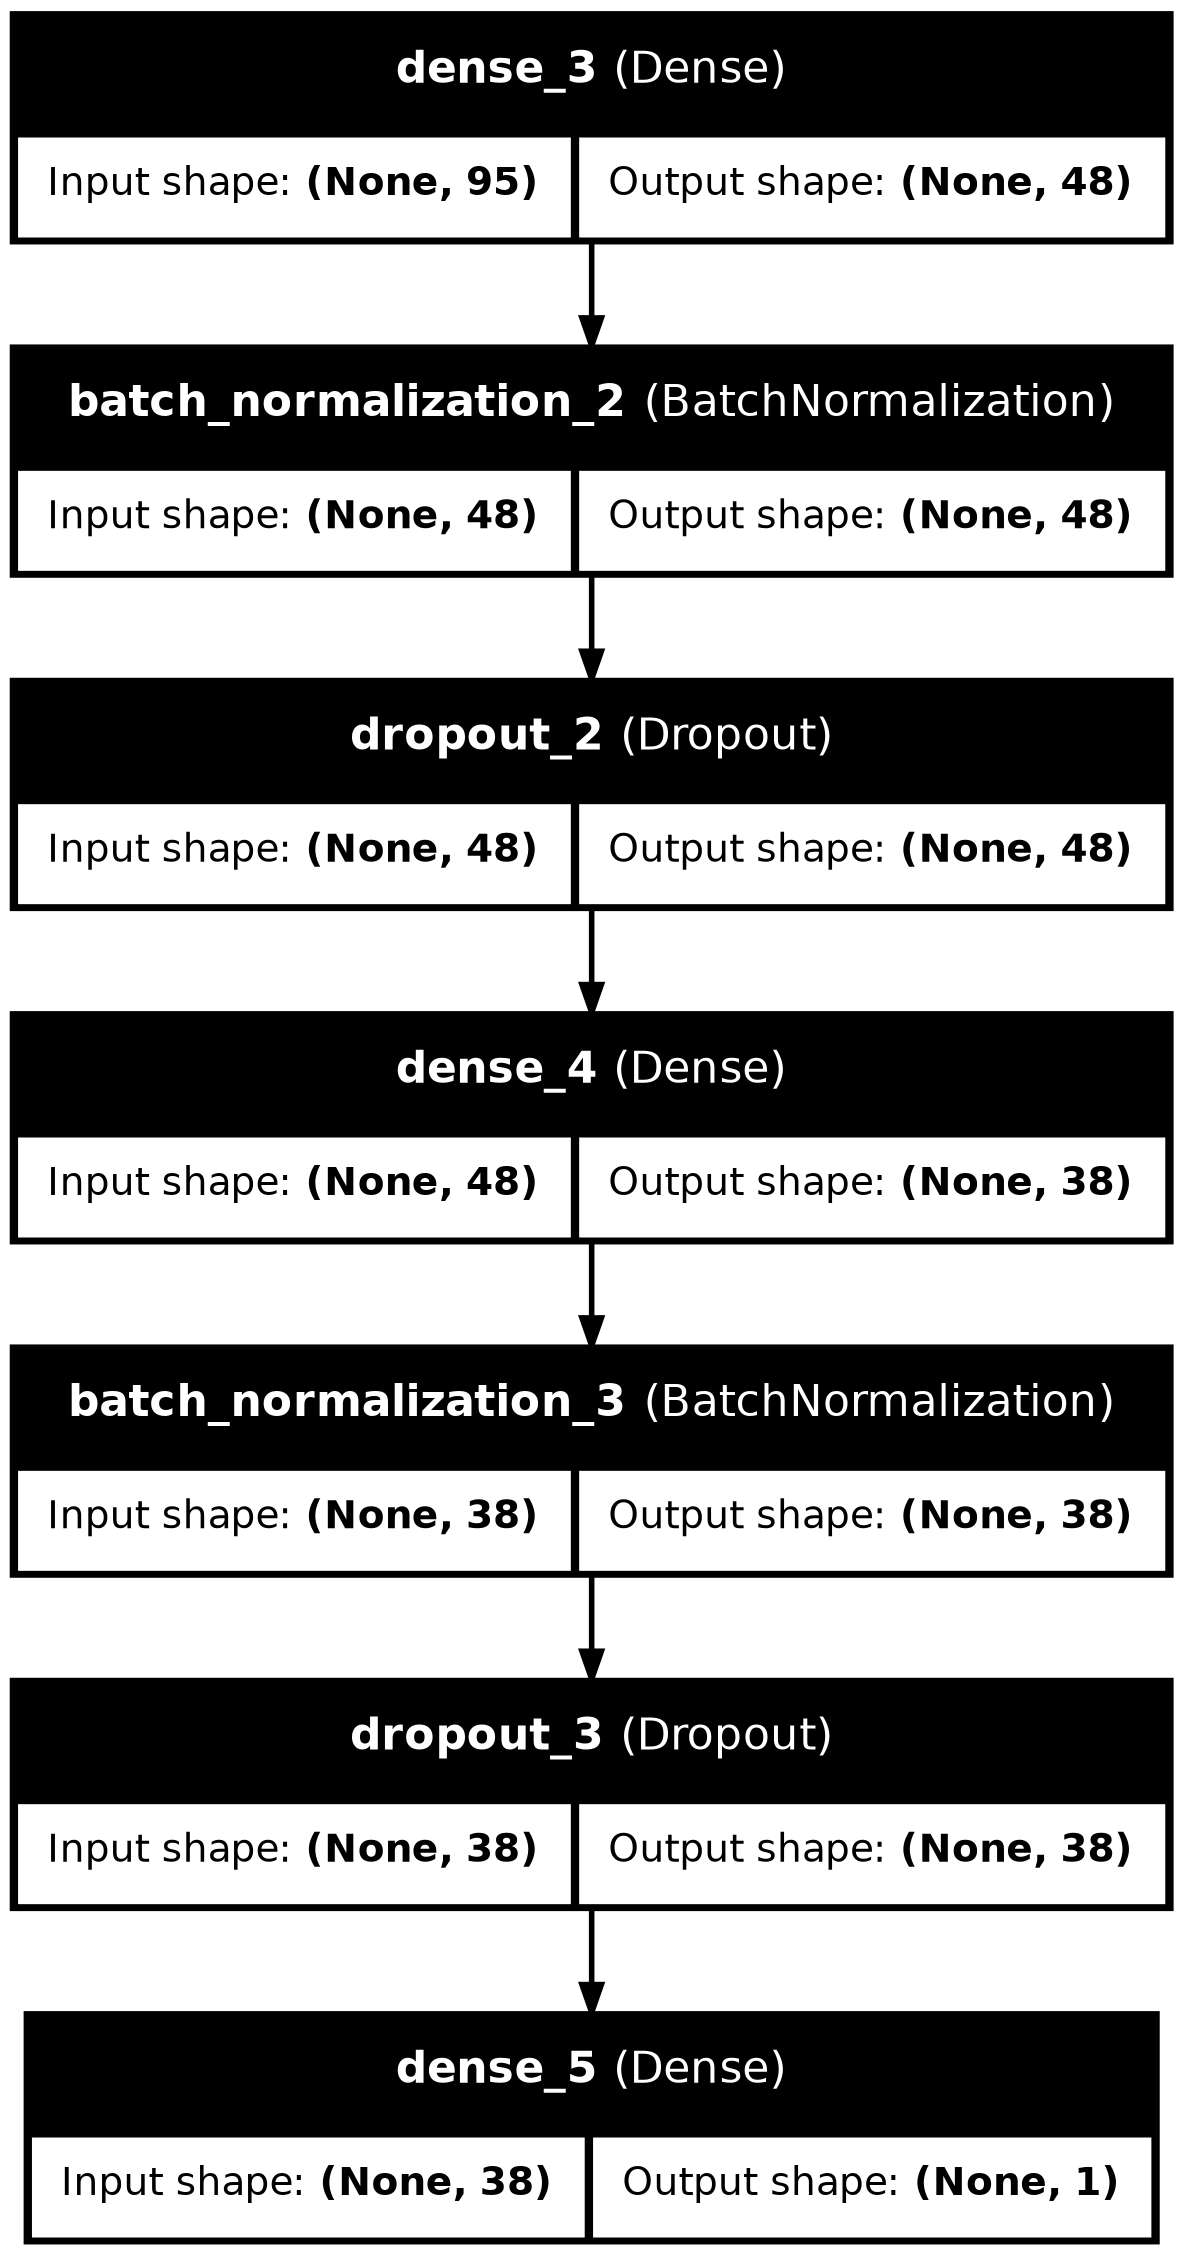 dense_3 (Dense)
Input shape: (None, 95) Output shape: (None, 48)
batch_normalization_2 (BatchNormalization)
Input shape: (None, 48) Output shape: (None, 48)
dropout_2 (Dropout)
Input shape: (None, 48) Output shape: (None, 48)
dense_4 (Dense)
Input shape: (None, 48) Output shape: (None, 38)
batch_normalization_3 (BatchNormalization)
Input shape: (None, 38) Output shape: (None, 38)
dropout_3 (Dropout)
Input shape: (None, 38) Output shape: (None, 38)
dense_5 (Dense)
Input shape: (None, 38) Output shape: (None, 1)